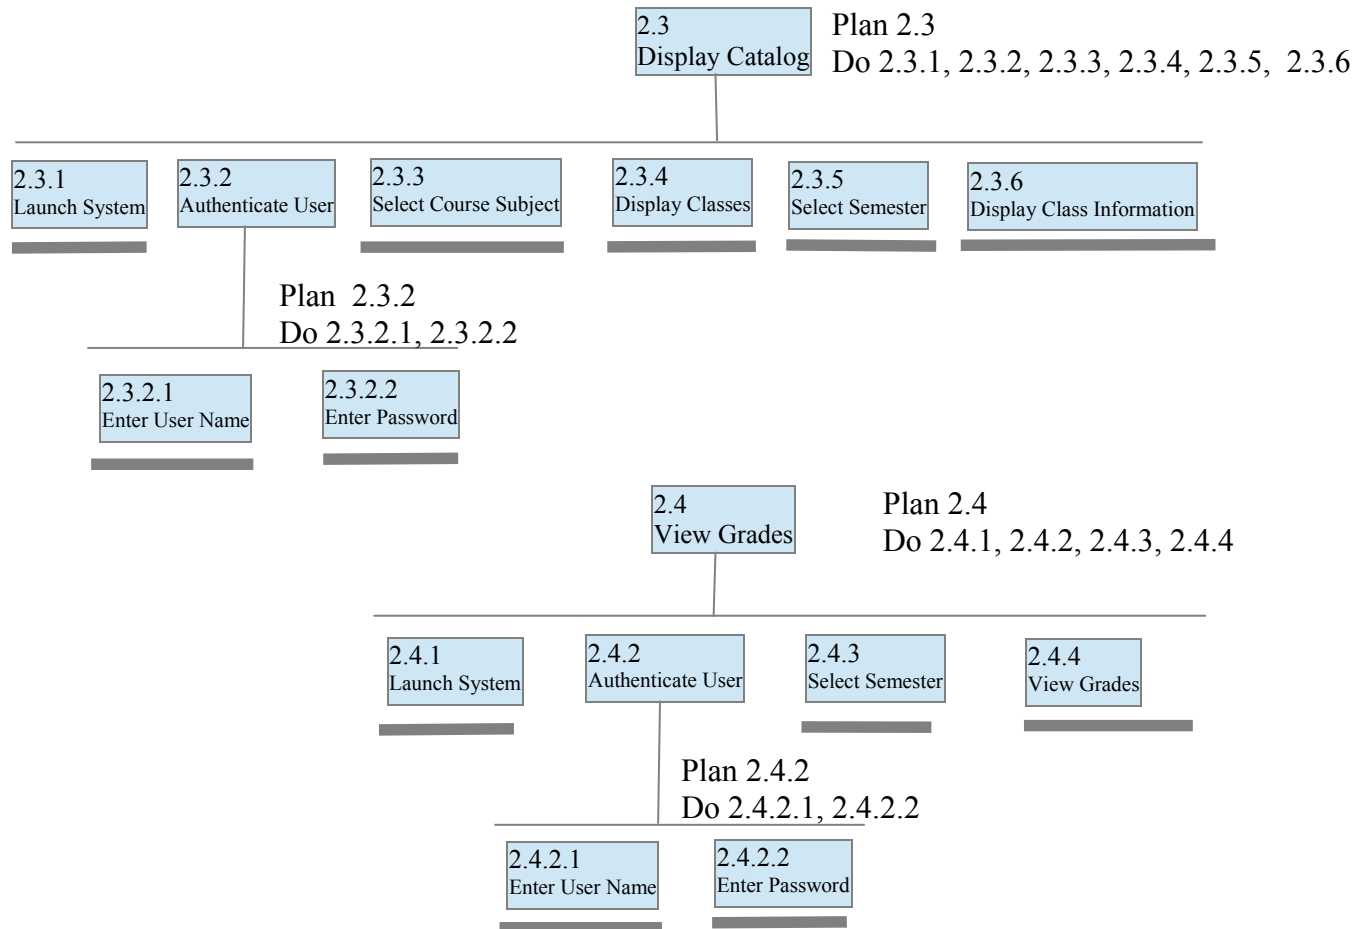 2.3
Display Catalog
Plan 2.3
Do 2.3.1, 2.3.2, 2.3.3, 2.3.4, 2.3.5, 2.3.6
2.3.1
Launch System
2.3.2
Authenticate User
2.3.3
Select Course Subject
2.3.4
Display Classes
2.3.5
Select Semester
2.3.6
Display Class Information
Plan 2.3.2
Do 2.3.2.1, 2.3.2.2
2.3.2.1
Enter User Name
2.3.2.2
Enter Password
2.4
View Grades
Plan 2.4
Do 2.4.1, 2.4.2, 2.4.3, 2.4.4
2.4.1
Launch System
2.4.2
Authenticate User
2.4.3
Select Semester
2.4.4
View Grades
Plan 2.4.2
Do 2.4.2.1, 2.4.2.2
2.4.2.1
Enter User Name
2.4.2.2
Enter Password